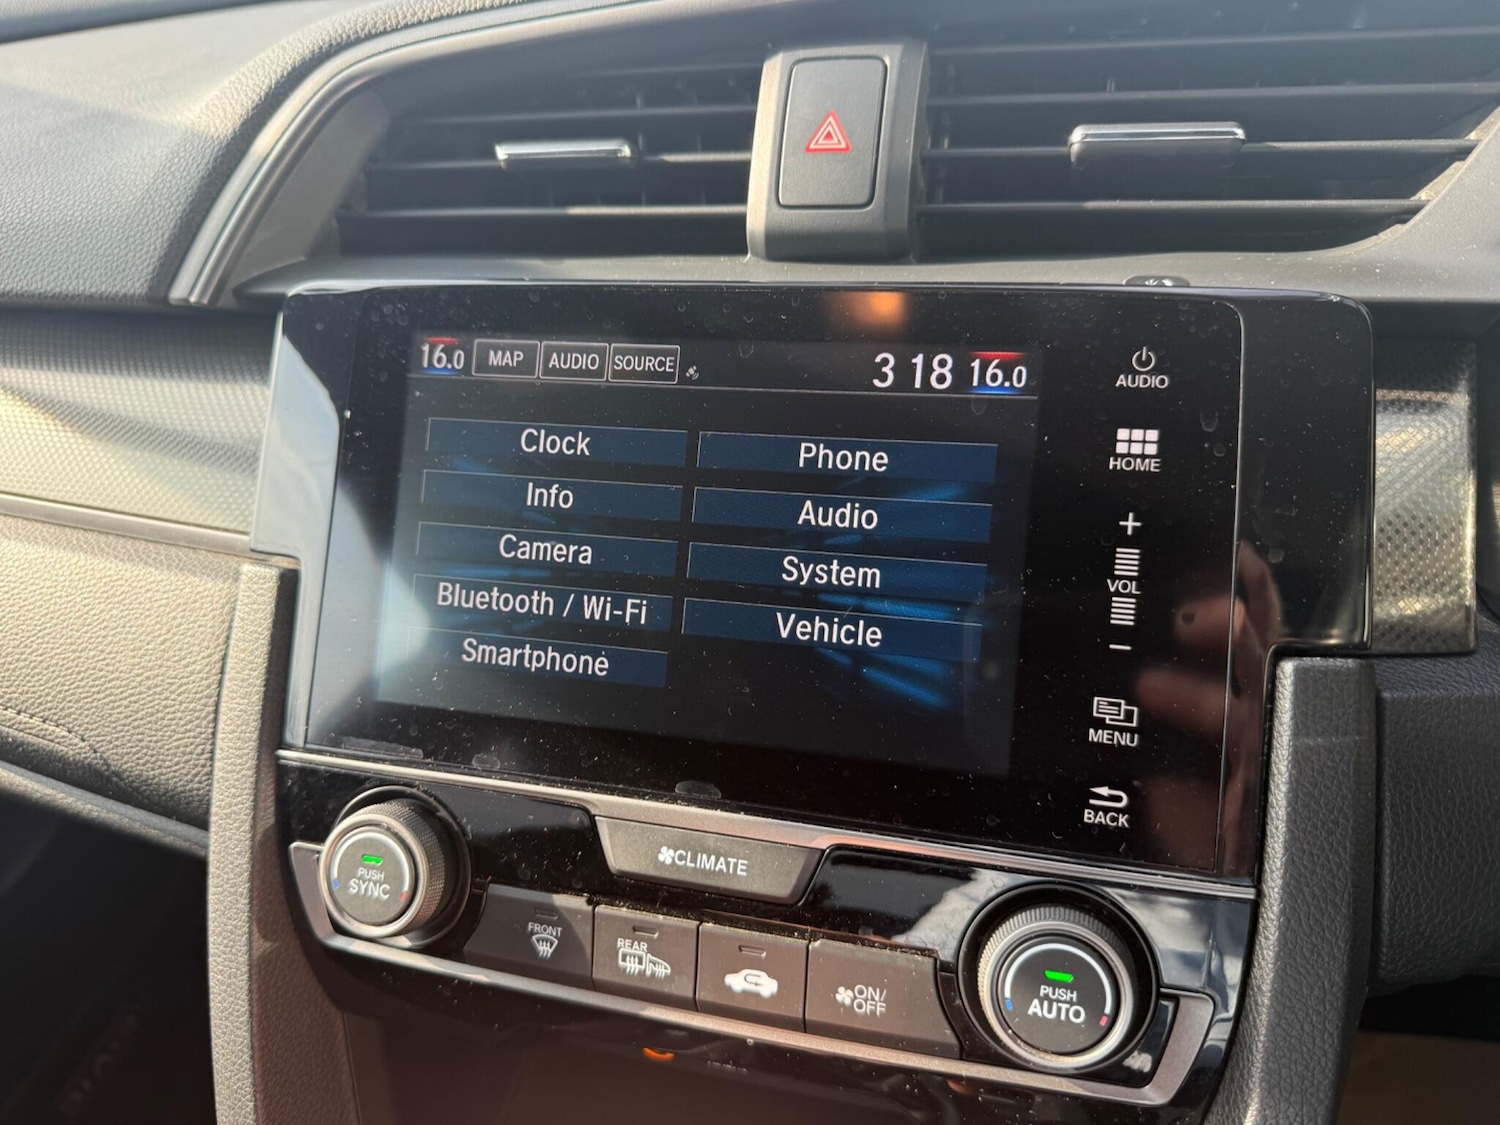 16.0 MAP AUDIO SOURCE 3 18 16.0
AUDIO
HOME
+
VOL
−
MENU
BACK
Clock
Phone
Info
Audio
Camera
System
Bluetooth / Wi-Fi
Vehicle
Smartphone
CLIMATE
PUSH
SYNC
FRONT
REAR
ON/
OFF
PUSH
AUTO